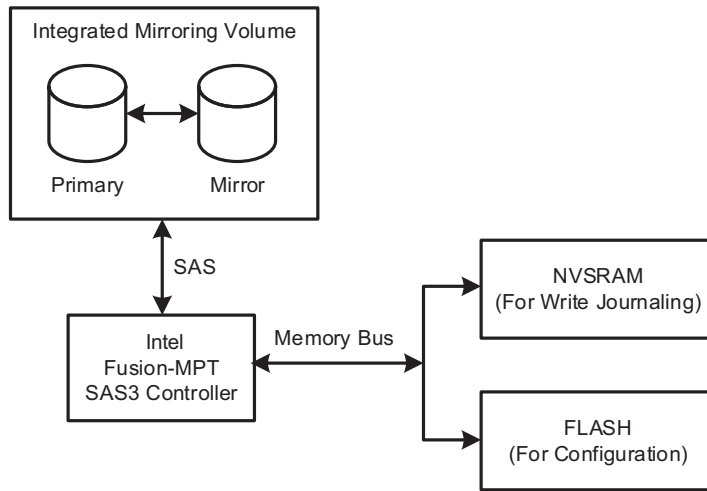 Integrated Mirroring Volume
Primary
Mirror
SAS
Intel
Fusion-MPT
SAS3 Controller
Memory Bus
NVSRAM
(For Write Journaling)
FLASH
(For Configuration)